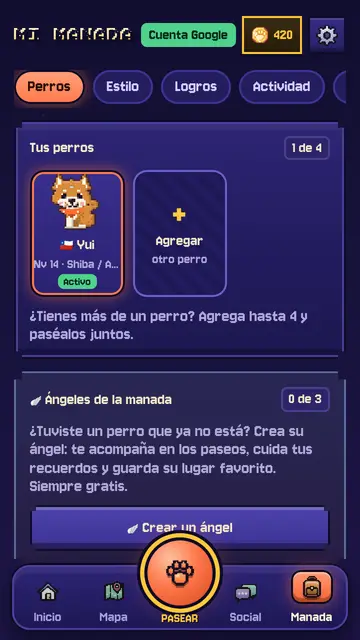 MI MANADA
Cuenta Google
420
Perros
Estilo
Logros
Actividad
Tus perros
1 de 4
Yui
Nv 14 · Shiba / A...
Activo
+
Agregar
otro perro
¿Tienes más de un perro? Agrega hasta 4 y
paséalos juntos.
Ángeles de la manada
0 de 3
¿Tuviste un perro que ya no está? Crea su
ángel: te acompaña en los paseos, cuida tus
recuerdos y guarda su lugar favorito.
Siempre gratis.
Crear un ángel
Inicio
Mapa
PASEAR
Social
Manada